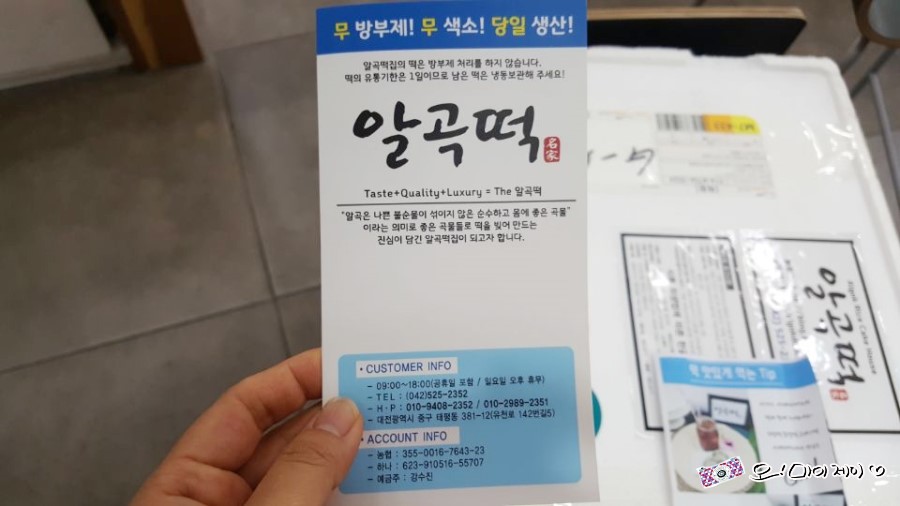 무 방부제! 무 색소! 당일 생산!
알곡떡집의 떡은 방부제 처리를 하지 않습니다.
떡의 유통기한은 1일이므로 남은 떡은 냉동보관해 주세요!
알곡떡
名家
Taste+Quality+Luxury = The 알곡떡
"알곡은 나쁜 불순물이 섞이지 않은 순수하고 몸에 좋은 곡물"
이라는 의미로 좋은 곡물들로 떡을 빚어 만드는
진심이 담긴 알곡떡집이 되고자 합니다.
• CUSTOMER INFO
- 09:00~18:00(공휴일 포함 / 일요일 오후 휴무)
- TEL : (042)525-2352
- H·P : 010-9408-2352 / 010-2989-2351
- 대전광역시 중구 태평동 381-12(유천로 142번길5)
• ACCOUNT INFO
- 농협 : 355-0016-7643-23
- 하나 : 623-910516-55707
- 예금주 : 강수진
알곡떡
떡 맛있게 먹는 Tip